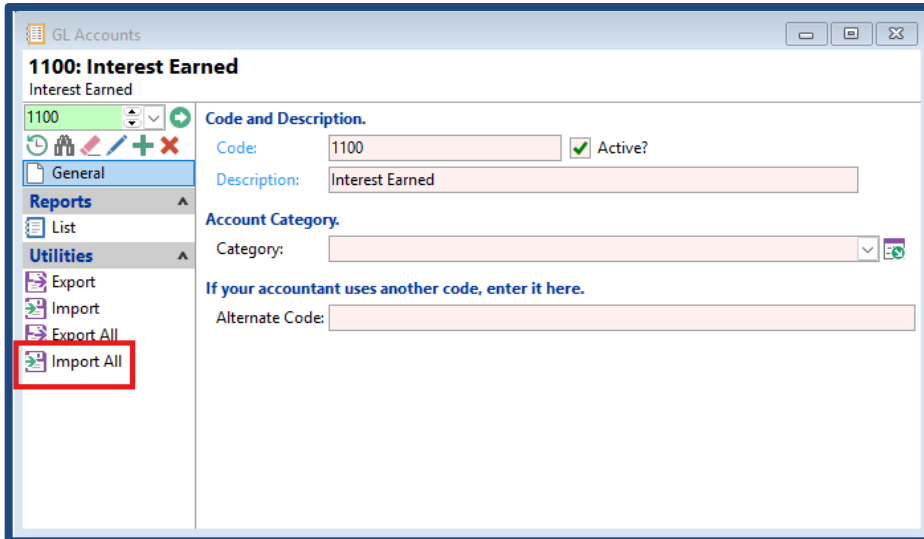 GL Accounts
1100: Interest Earned
Interest Earned
1100
General
Reports
List
Utilities
Export
Import
Export All
Import All
Code and Description.
Code: 1100 Active?
Description: Interest Earned
Account Category.
Category:
If your accountant uses another code, enter it here.
Alternate Code: